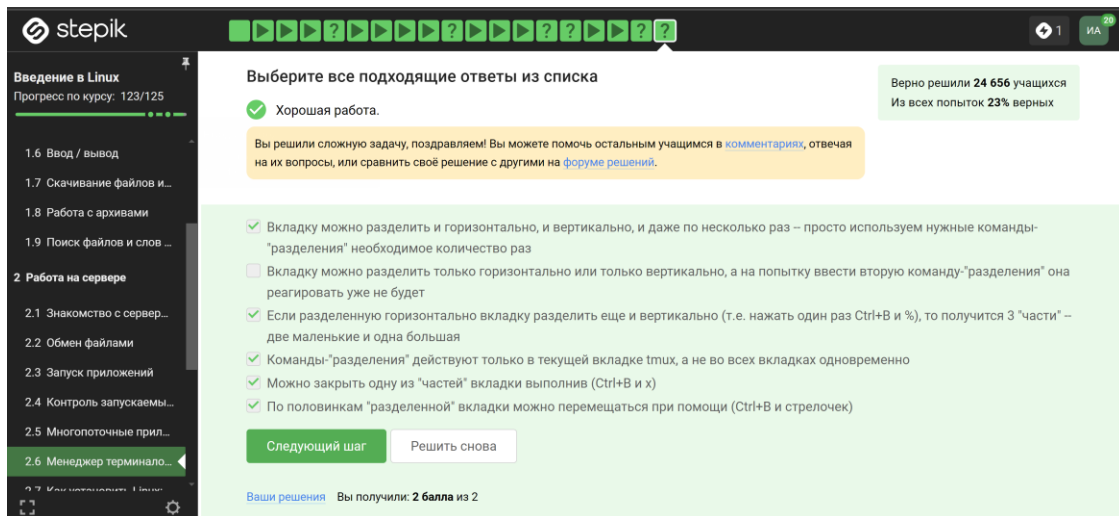 stepik
1
20
ИА
Введение в Linux
Прогресс по курсу: 123/125
1.6 Ввод / вывод
1.7 Скачивание файлов и...
1.8 Работа с архивами
1.9 Поиск файлов и слов ...
2 Работа на сервере
2.1 Знакомство с сервер...
2.2 Обмен файлами
2.3 Запуск приложений
2.4 Контроль запускаемы...
2.5 Многопоточные прил...
2.6 Менеджер терминало...
2.7 Как установить Linux:
Выберите все подходящие ответы из списка
Хорошая работа.
Верно решили 24 656 учащихся
Из всех попыток 23% верных
Вы решили сложную задачу, поздравляем! Вы можете помочь остальным учащимся в комментариях, отвечая
на их вопросы, или сравнить своё решение с другими на форуме решений.
Вкладку можно разделить и горизонтально, и вертикально, и даже по несколько раз – просто используем нужные команды-
"разделения" необходимое количество раз
Вкладку можно разделить только горизонтально или только вертикально, а на попытку ввести вторую команду-"разделения" она
реагировать уже не будет
Если разделенную горизонтально вкладку разделить еще и вертикально (т.е. нажать один раз Ctrl+B и %), то получится 3 "части" –
две маленькие и одна большая
Команды-"разделения" действуют только в текущей вкладке tmux, а не во всех вкладках одновременно
Можно закрыть одну из "частей" вкладки выполнив (Ctrl+B и x)
По половинкам "разделенной" вкладки можно перемещаться при помощи (Ctrl+B и стрелочек)
Следующий шаг
Решить снова
Ваши решения Вы получили: 2 балла из 2